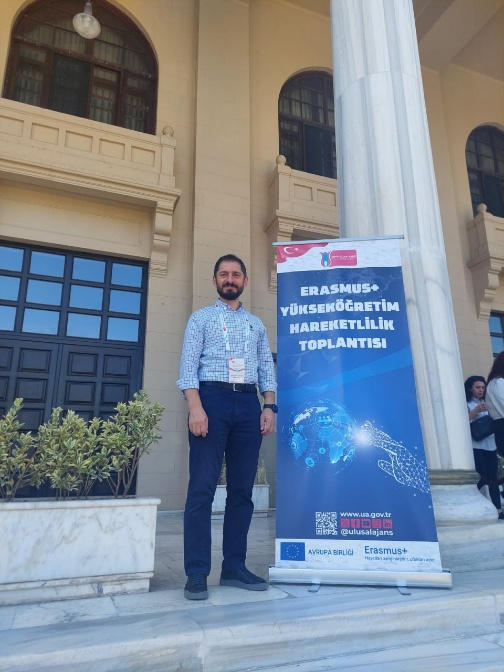 ERASMUS+
YÜKSEKÖĞRETİM
HAREKETLİLİK
TOPLANTISI
www.ua.gov.tr
@ulusalajans
AVRUPA BİRLİĞİ
Erasmus+